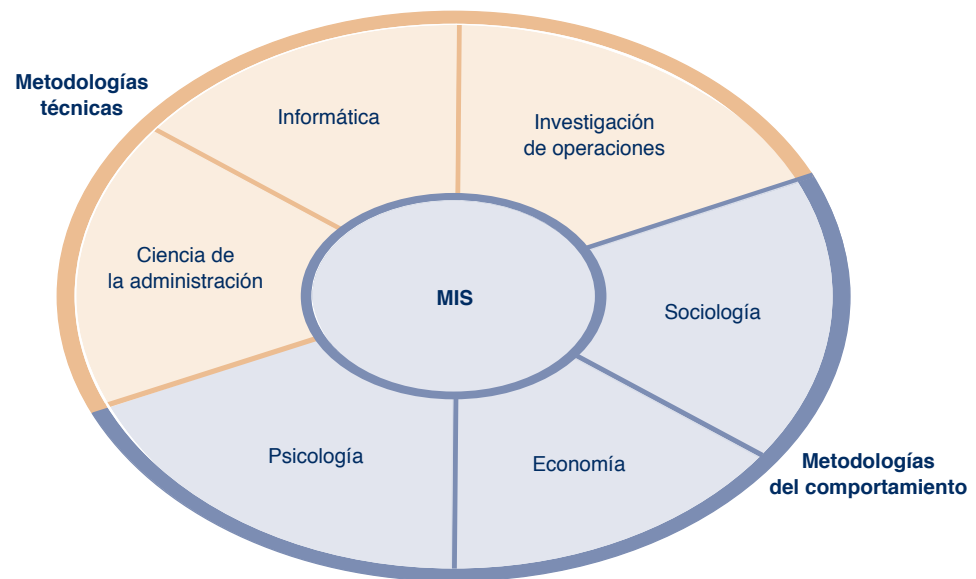 Metodologías
técnicas
Informática
Investigación
de operaciones
Ciencia de
la administración
MIS
Sociología
Psicología
Economía
Metodologías
del comportamiento